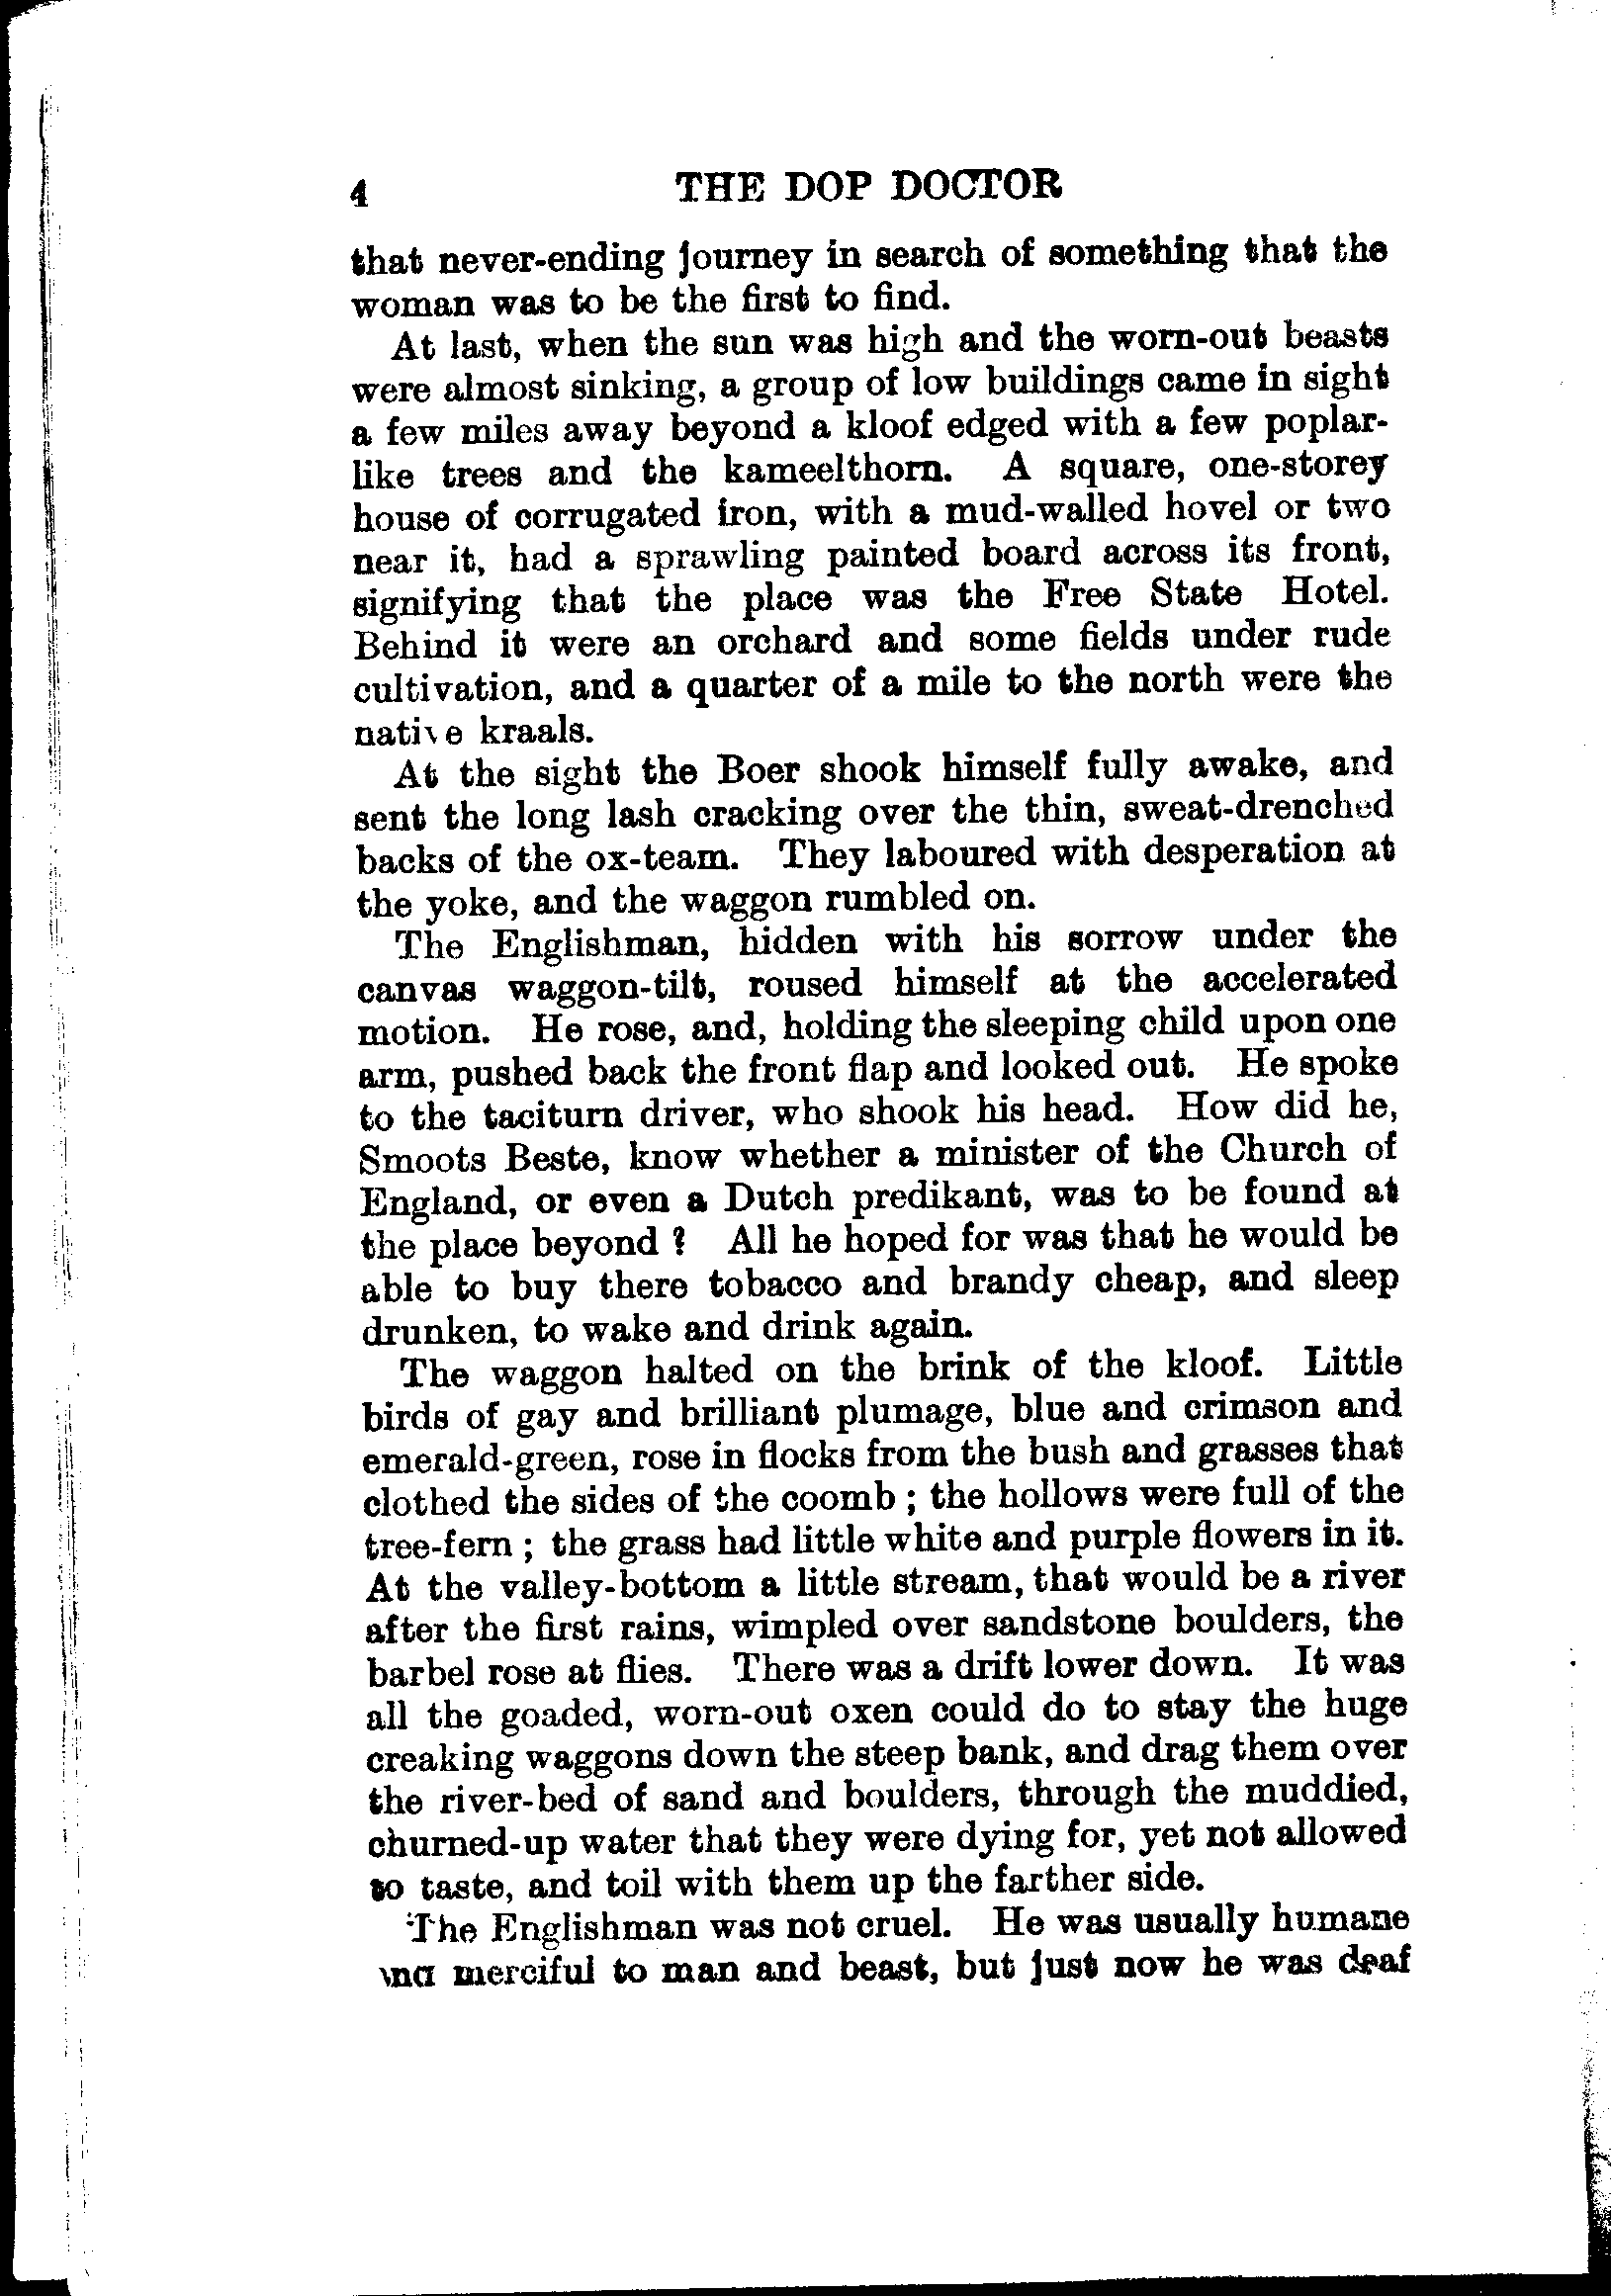 4 THE DOP DOCTOR
that never-ending journey in search of something that the
woman was to be the first to find.
At last, when the sun was high and the worn-out beasts
were almost sinking, a group of low buildings came in sight
a few miles away beyond a kloof edged with a few poplar-
like trees and the kameelthorn. A square, one-storey
house of corrugated iron, with a mud-walled hovel or two
near it, had a sprawling painted board across its front,
signifying that the place was the Free State Hotel.
Behind it were an orchard and some fields under rude
cultivation, and a quarter of a mile to the north were the
native kraals.
At the sight the Boer shook himself fully awake, and
sent the long lash cracking over the thin, sweat-drenched
backs of the ox-team. They laboured with desperation at
the yoke, and the waggon rumbled on.
The Englishman, hidden with his sorrow under the
canvas waggon-tilt, roused himself at the accelerated
motion. He rose, and, holding the sleeping child upon one
arm, pushed back the front flap and looked out. He spoke
to the taciturn driver, who shook his head. How did he,
Smoots Beste, know whether a minister of the Church of
England, or even a Dutch predikant, was to be found at
the place beyond ? All he hoped for was that he would be
able to buy there tobacco and brandy cheap, and sleep
drunken, to wake and drink again.
The waggon halted on the brink of the kloof. Little
birds of gay and brilliant plumage, blue and crimson and
emerald-green, rose in flocks from the bush and grasses that
clothed the sides of the coomb ; the hollows were full of the
tree-fern ; the grass had little white and purple flowers in it.
At the valley-bottom a little stream, that would be a river
after the first rains, wimpled over sandstone boulders, the
barbel rose at flies. There was a drift lower down. It was
all the goaded, worn-out oxen could do to stay the huge
creaking waggons down the steep bank, and drag them over
the river-bed of sand and boulders, through the muddied,
churned-up water that they were dying for, yet not allowed
to taste, and toil with them up the farther side.
The Englishman was not cruel. He was usually humane
and merciful to man and beast, but just now he was deaf